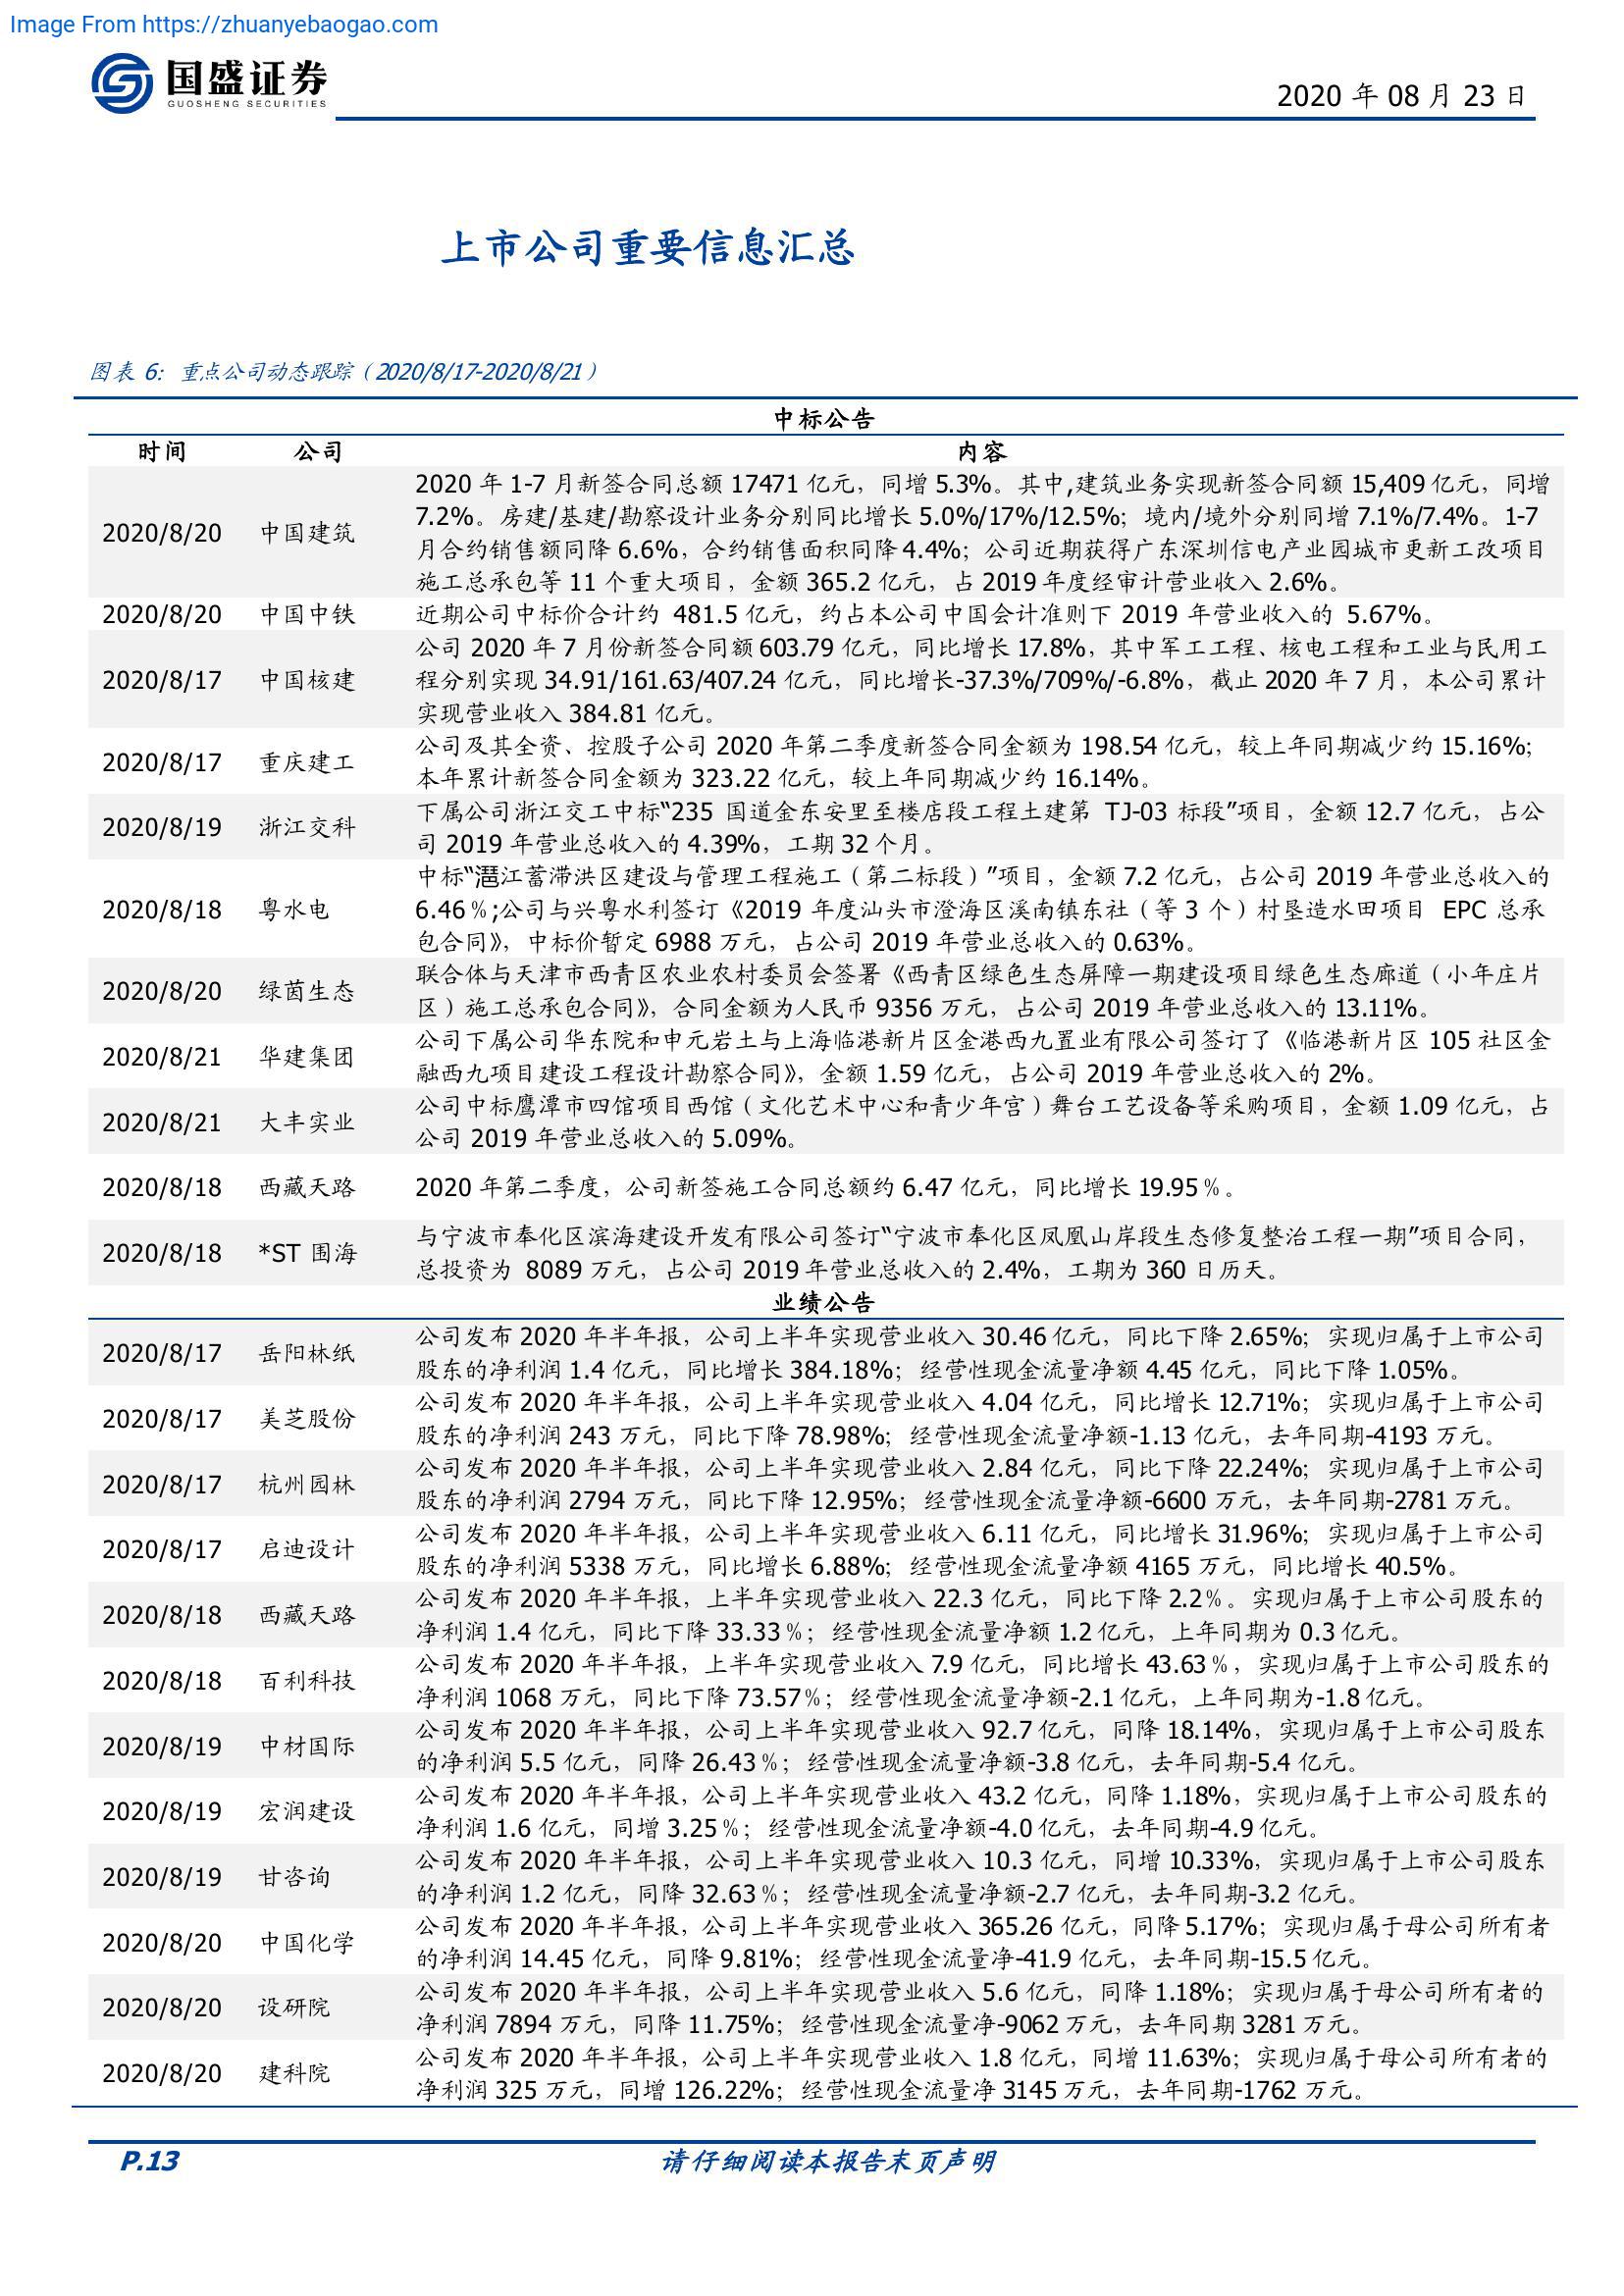 Image From https://zhuanyebaogao.com
国盛证券
GUOSHENG SECURITIES
2020 年 08 月 23 日
上市公司重要信息汇总
图表 6：重点公司动态跟踪（2020/8/17-2020/8/21）
中标公告
时间 公司 内容
2020/8/20 中国建筑
2020 年 1-7 月新签合同总额 17471 亿元，同增 5.3%。其中,建筑业务实现新签合同额 15,409 亿元，同增
7.2%。房建/基建/勘察设计业务分别同比增长 5.0%/17%/12.5%；境内/境外分别同增 7.1%/7.4%。1-7
月合约销售额同降 6.6%，合约销售面积同降 4.4%；公司近期获得广东深圳信电产业园城市更新工改项目
施工总承包等 11 个重大项目，金额 365.2 亿元，占 2019 年度经审计营业收入 2.6%。
2020/8/20 中国中铁 近期公司中标价合计约 481.5 亿元，约占本公司中国会计准则下 2019 年营业收入的 5.67%。
2020/8/17 中国核建
公司 2020 年 7 月份新签合同额 603.79 亿元，同比增长 17.8%，其中军工工程、核电工程和工业与民用工
程分别实现 34.91/161.63/407.24 亿元，同比增长-37.3%/709%/-6.8%，截止 2020 年 7 月，本公司累计
实现营业收入 384.81 亿元。
2020/8/17 重庆建工
公司及其全资、控股子公司 2020 年第二季度新签合同金额为 198.54 亿元，较上年同期减少约 15.16%；
本年累计新签合同金额为 323.22 亿元，较上年同期减少约 16.14%。
2020/8/19 浙江交科
下属公司浙江交工中标“235 国道金东安里至楼店段工程土建第 TJ-03 标段”项目，金额 12.7 亿元，占公
司 2019 年营业总收入的 4.39%，工期 32 个月。
2020/8/18 粤水电
中标“潖江蓄滞洪区建设与管理工程施工（第二标段）”项目，金额 7.2 亿元，占公司 2019 年营业总收入的
6.46％;公司与兴粤水利签订《2019 年度汕头市澄海区溪南镇东社（等 3 个）村垦造水田项目 EPC 总承
包合同》，中标价暂定 6988 万元，占公司 2019 年营业总收入的 0.63%。
2020/8/20 绿茵生态
联合体与天津市西青区农业农村委员会签署《西青区绿色生态屏障一期建设项目绿色生态廊道（小年庄片
区）施工总承包合同》，合同金额为人民币 9356 万元，占公司 2019 年营业总收入的 13.11%。
2020/8/21 华建集团
公司下属公司华东院和申元岩土与上海临港新片区金港西九置业有限公司签订了《临港新片区 105 社区金
融西九项目建设工程设计勘察合同》，金额 1.59 亿元，占公司 2019 年营业总收入的 2%。
2020/8/21 大丰实业
公司中标鹰潭市四馆项目西馆（文化艺术中心和青少年宫）舞台工艺设备等采购项目，金额 1.09 亿元，占
公司 2019 年营业总收入的 5.09%。
2020/8/18 西藏天路 2020 年第二季度，公司新签施工合同总额约 6.47 亿元，同比增长 19.95％。
2020/8/18 *ST 围海
与宁波市奉化区滨海建设开发有限公司签订“宁波市奉化区凤凰山岸段生态修复整治工程一期”项目合同，
总投资为 8089 万元，占公司 2019 年营业总收入的 2.4%，工期为 360 日历天。
业绩公告
2020/8/17 岳阳林纸
公司发布 2020 年半年报，公司上半年实现营业收入 30.46 亿元，同比下降 2.65%；实现归属于上市公司
股东的净利润 1.4 亿元，同比增长 384.18%；经营性现金流量净额 4.45 亿元，同比下降 1.05%。
2020/8/17 美芝股份
公司发布 2020 年半年报，公司上半年实现营业收入 4.04 亿元，同比增长 12.71%；实现归属于上市公司
股东的净利润 243 万元，同比下降 78.98%；经营性现金流量净额-1.13 亿元，去年同期-4193 万元。
2020/8/17 杭州园林
公司发布 2020 年半年报，公司上半年实现营业收入 2.84 亿元，同比下降 22.24%；实现归属于上市公司
股东的净利润 2794 万元，同比下降 12.95%；经营性现金流量净额-6600 万元，去年同期-2781 万元。
2020/8/17 启迪设计
公司发布 2020 年半年报，公司上半年实现营业收入 6.11 亿元，同比增长 31.96%；实现归属于上市公司
股东的净利润 5338 万元，同比增长 6.88%；经营性现金流量净额 4165 万元，同比增长 40.5%。
2020/8/18 西藏天路
公司发布 2020 年半年报，上半年实现营业收入 22.3 亿元，同比下降 2.2％。实现归属于上市公司股东的
净利润 1.4 亿元，同比下降 33.33％；经营性现金流量净额 1.2 亿元，上年同期为 0.3 亿元。
2020/8/18 百利科技
公司发布 2020 年半年报，上半年实现营业收入 7.9 亿元，同比增长 43.63％，实现归属于上市公司股东的
净利润 1068 万元，同比下降 73.57％；经营性现金流量净额-2.1 亿元，上年同期为-1.8 亿元。
2020/8/19 中材国际
公司发布 2020 年半年报，公司上半年实现营业收入 92.7 亿元，同降 18.14%，实现归属于上市公司股东
的净利润 5.5 亿元，同降 26.43％；经营性现金流量净额-3.8 亿元，去年同期-5.4 亿元。
2020/8/19 宏润建设
公司发布 2020 年半年报，公司上半年实现营业收入 43.2 亿元，同降 1.18%，实现归属于上市公司股东的
净利润 1.6 亿元，同增 3.25％；经营性现金流量净额-4.0 亿元，去年同期-4.9 亿元。
2020/8/19 甘咨询
公司发布 2020 年半年报，公司上半年实现营业收入 10.3 亿元，同增 10.33%，实现归属于上市公司股东
的净利润 1.2 亿元，同降 32.63％；经营性现金流量净额-2.7 亿元，去年同期-3.2 亿元。
2020/8/20 中国化学
公司发布 2020 年半年报，公司上半年实现营业收入 365.26 亿元，同降 5.17%；实现归属于母公司所有者
的净利润 14.45 亿元，同降 9.81%；经营性现金流量净-41.9 亿元，去年同期-15.5 亿元。
2020/8/20 设研院
公司发布 2020 年半年报，公司上半年实现营业收入 5.6 亿元，同降 1.18%；实现归属于母公司所有者的
净利润 7894 万元，同降 11.75%；经营性现金流量净-9062 万元，去年同期 3281 万元。
2020/8/20 建科院
公司发布 2020 年半年报，公司上半年实现营业收入 1.8 亿元，同增 11.63%；实现归属于母公司所有者的
净利润 325 万元，同增 126.22%；经营性现金流量净 3145 万元，去年同期-1762 万元。
P.13 请仔细阅读本报告末页声明